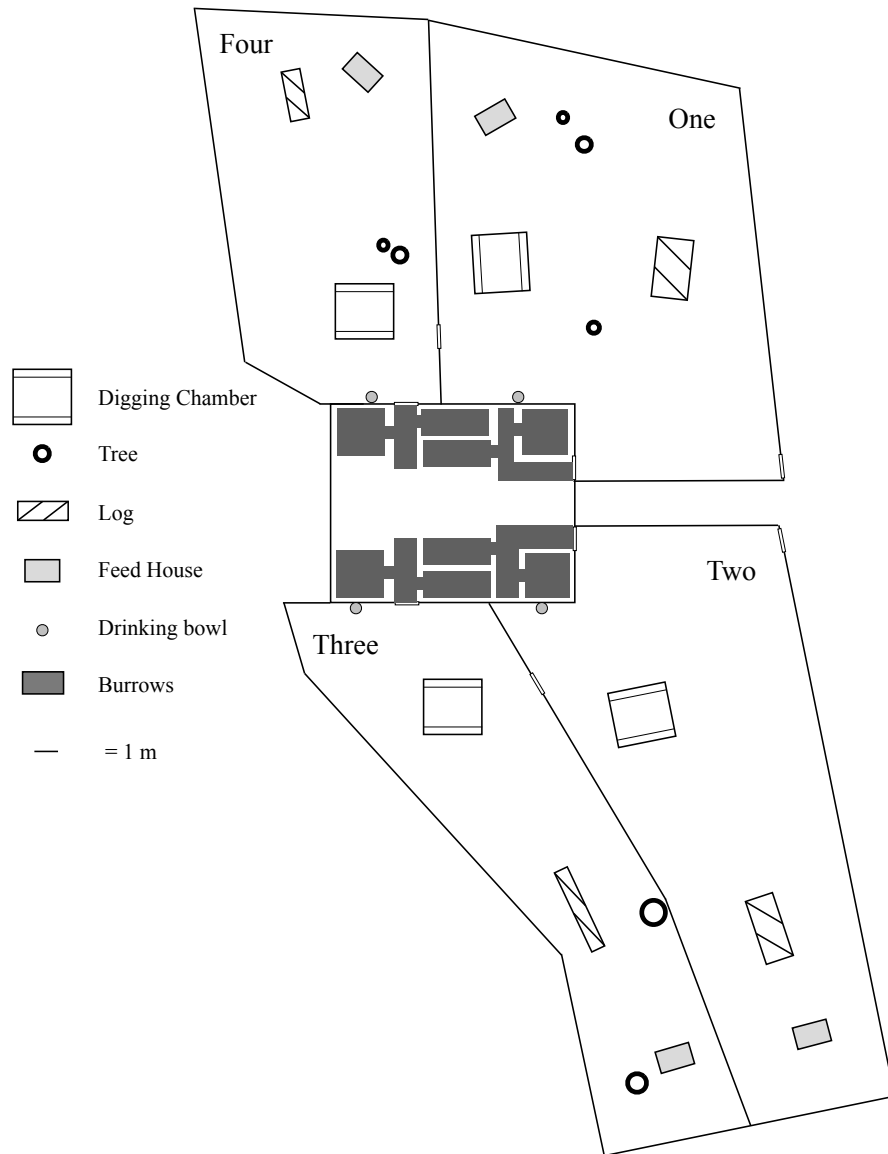 Four
One
Digging Chamber
Tree
Log
Feed House
Two
Drinking bowl
Three
Burrows
= 1 m